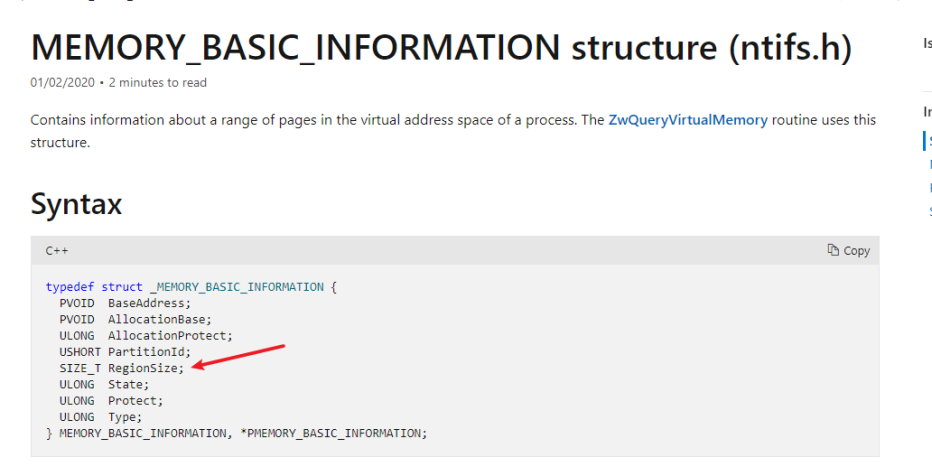 MEMORY_BASIC_INFORMATION structure (ntifs.h)
01/02/2020 • 2 minutes to read
Contains information about a range of pages in the virtual address space of a process. The ZwQueryVirtualMemory routine uses this
structure.
Syntax
C++
Copy
typedef struct _MEMORY_BASIC_INFORMATION {
  PVOID  BaseAddress;
  PVOID  AllocationBase;
  ULONG  AllocationProtect;
  USHORT PartitionId;
  SIZE_T RegionSize;
  ULONG  State;
  ULONG  Protect;
  ULONG  Type;
} MEMORY_BASIC_INFORMATION, *PMEMORY_BASIC_INFORMATION;